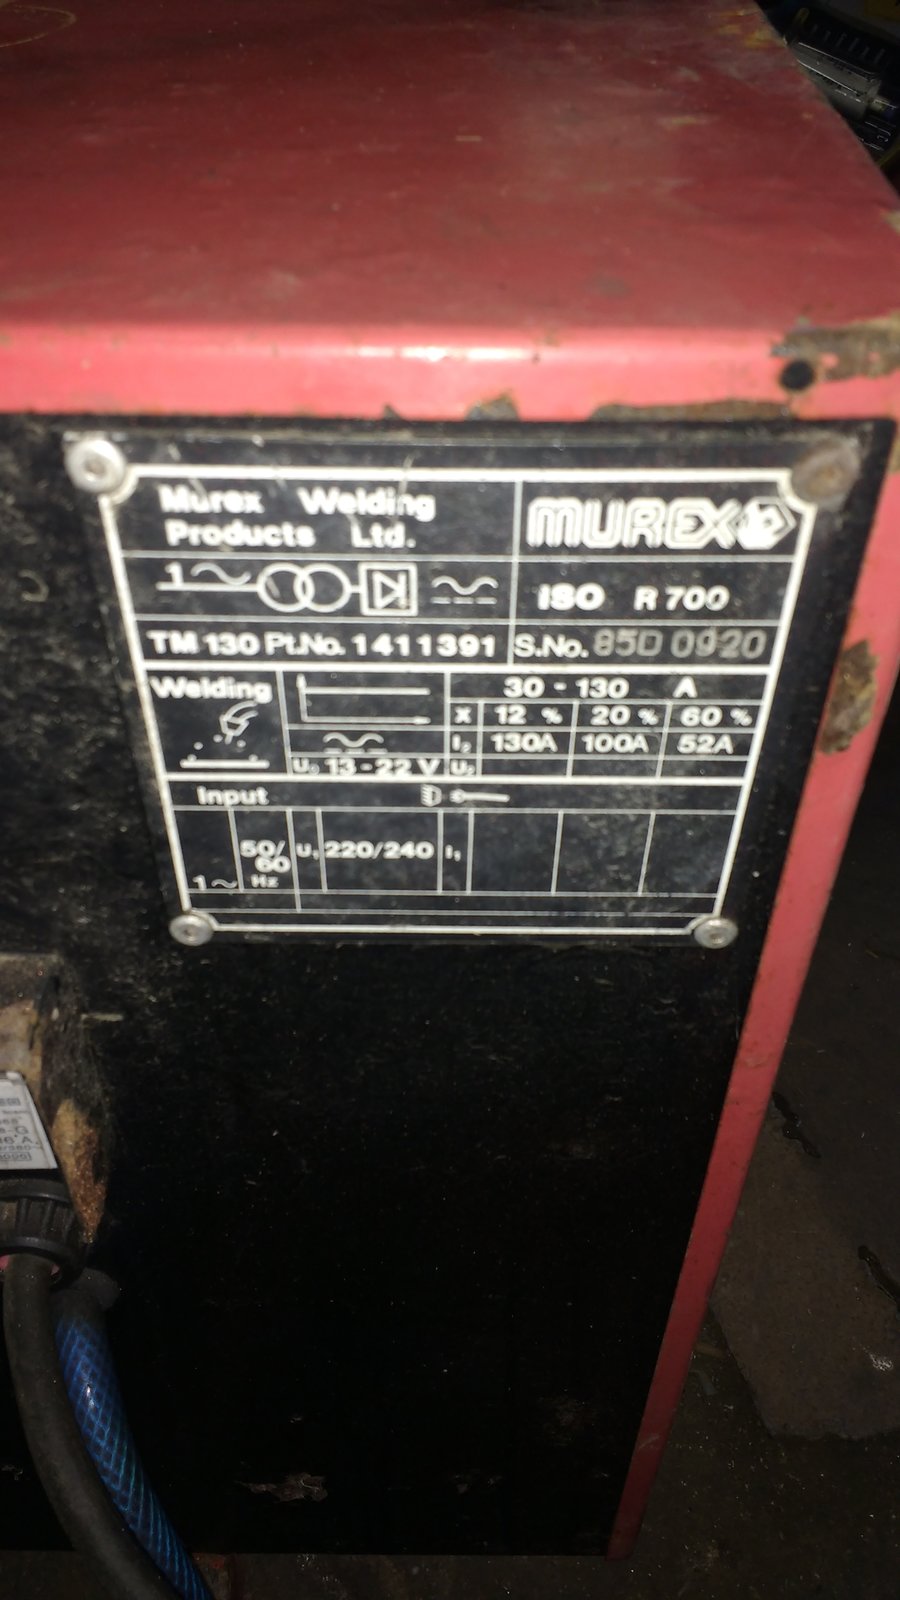 Murex Welding
Products Ltd.
MUREX
1
ISO R 700
TM 130 Pt.No. 1411391
S.No. 85D 0920
Welding
30 - 130 A
X 12 % 20 % 60 %
I₂ 130A 100A 52A
U₀ 13 - 22 V U₂
Input
1~ 50/60 Hz U₁ 220/240 I₁